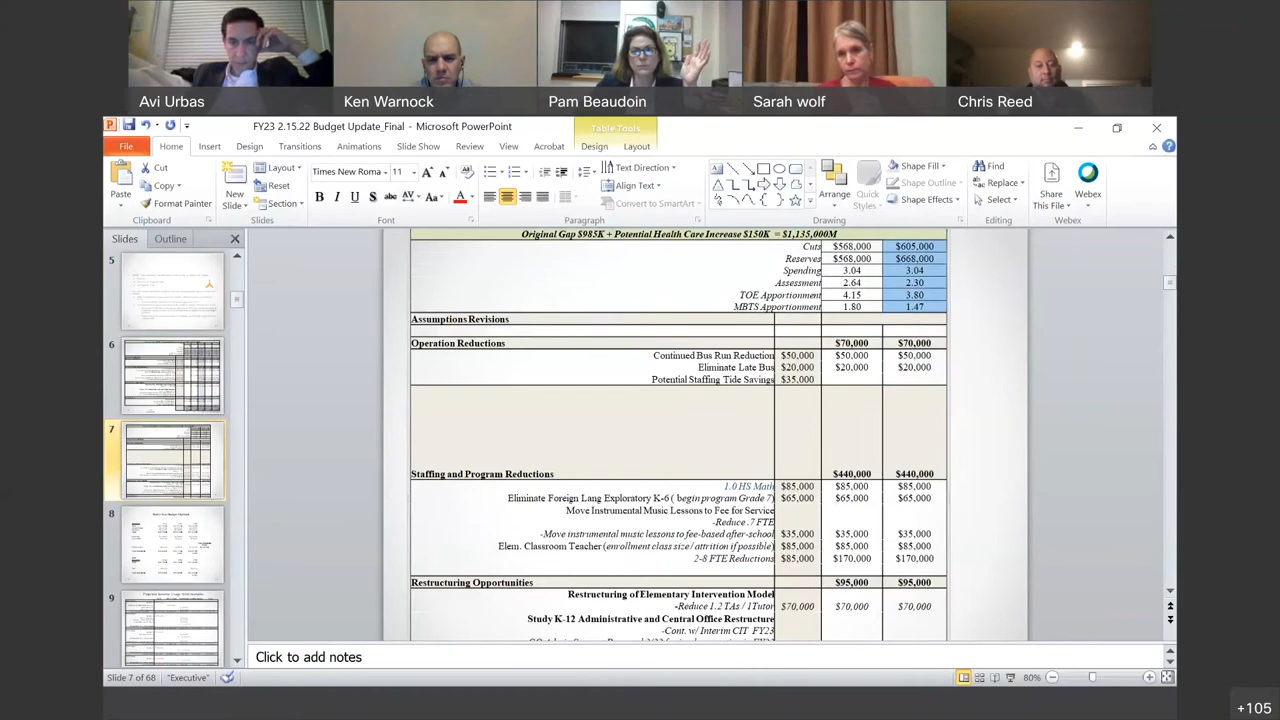 Avi Urbas
Ken Warnock
Pam Beaudoin
Sarah wolf
Chris Reed
FY23 2.15.22 Budget Update_Final - Microsoft PowerPoint
Table Tools
File Home Insert Design Transitions Animations Slide Show Review View Acrobat Design Layout
Paste
Cut
Copy
Format Painter
Clipboard
New Slide
Layout
Reset
Section
Slides
Times New Roma 11
Font
Text Direction
Align Text
Convert to SmartArt
Paragraph
Arrange
Quick Styles
Shape Fill
Shape Outline
Shape Effects
Drawing
Find
Replace
Select
Editing
Share This File
Webex
Webex
Slides Outline
5
6
7
8
9
Original Gap $985K + Potential Health Care Increase $150K = $1,135,000M
Cuts $568,000 $605,000
Reserves $568,000 $668,000
Spending 3.04 3.04
Assessment 2.64 2.30
TOE Apportionment 4.15 3.80
MBTS Apportionment 1.80 1.47
Assumptions Revisions
Operation Reductions $70,000 $70,000
Continued Bus Run Reduction $50,000 $50,000 $50,000
Eliminate Late Bus $20,000 $20,000 $20,000
Potential Staffing Tide Savings $35,000
Staffing and Program Reductions $440,000 $440,000
1.0 HS Math $85,000 $85,000 $85,000
Eliminate Foreign Lang Exploratory K-6 ( begin program Grade 7) $65,000 $65,000 $65,000
Move Instrumental Music Lessons to Fee for Service
-Reduce .7 FTE
-Move instrumental music lessons to fee-based after-school $35,000 $35,000 $35,000
Elem. Classroom Teacher (enrollment class size / attrition if possible) $85,000 $85,000 $85,000
2-8 FTE Reductions $85,000 $170,000 $170,000
Restructuring Opportunities $95,000 $95,000
Restructuring of Elementary Intervention Model
-Reduce 1.2 TAs / 1Tutor $70,000 $70,000 $70,000
Study K-12 Administrative and Central Office Restructure
-Cont. w/ Interim CIT FY23
Click to add notes
Slide 7 of 68 "Executive" 80%
+105